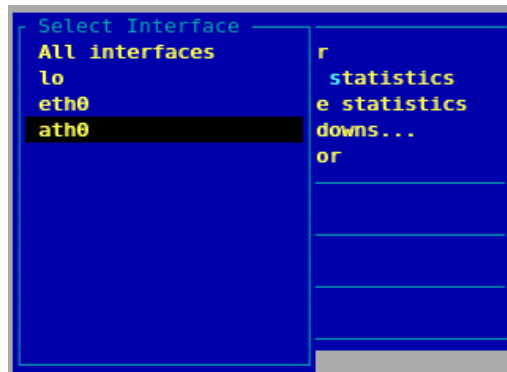 Select Interface
All interfaces
lo
eth0
ath0
r
statistics
e statistics
downs...
or